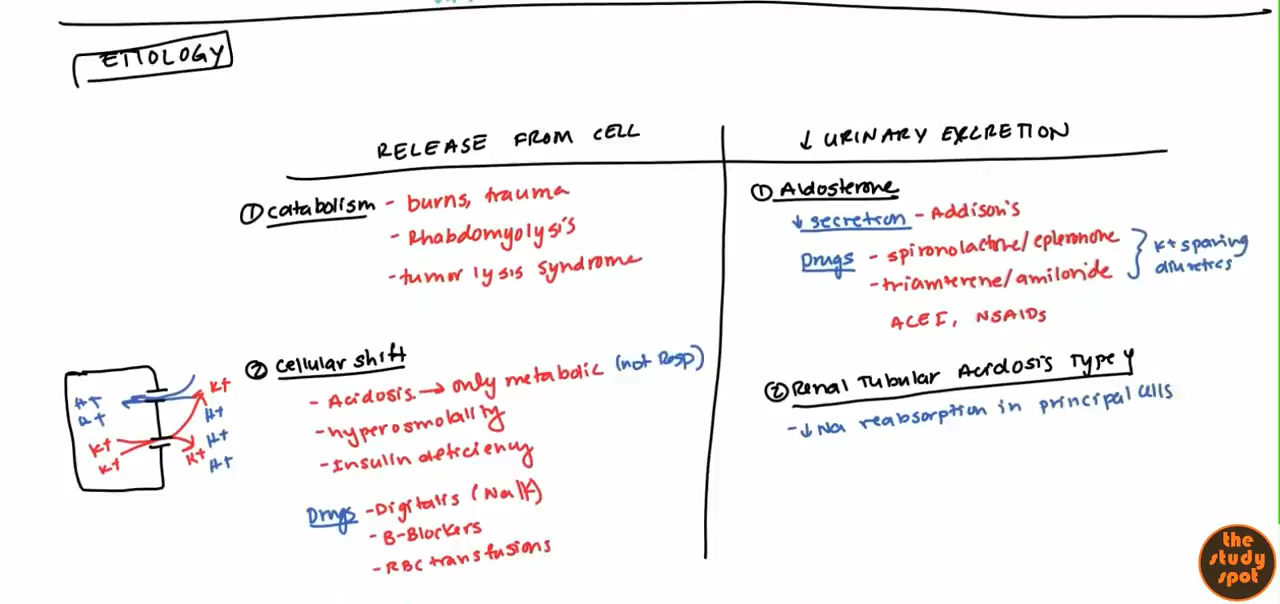 ETIOLOGY
RELEASE FROM CELL
① Catabolism - burns, trauma
- Rhabdomyolysis
- tumor lysis syndrome
② Cellular shift
- Acidosis → only metabolic (not Resp)
- hyperosmolality
- Insulin deficiency
Drugs - Digitalis (Na/K)
- B-Blockers
- RBC transfusions
H+
H+
K+
K+
K+
H+
H+
K+
H+
↓ URINARY EXCRETION
① Aldosterone
↓ secretion - Addison's
Drugs - spironolactone/eplerenone
- triamterene/amiloride
K+ sparing
diuretics
ACEI, NSAIDs
② Renal Tubular Acidosis Type 4
- ↓ Na reabsorption in principal cells
the
study
spot